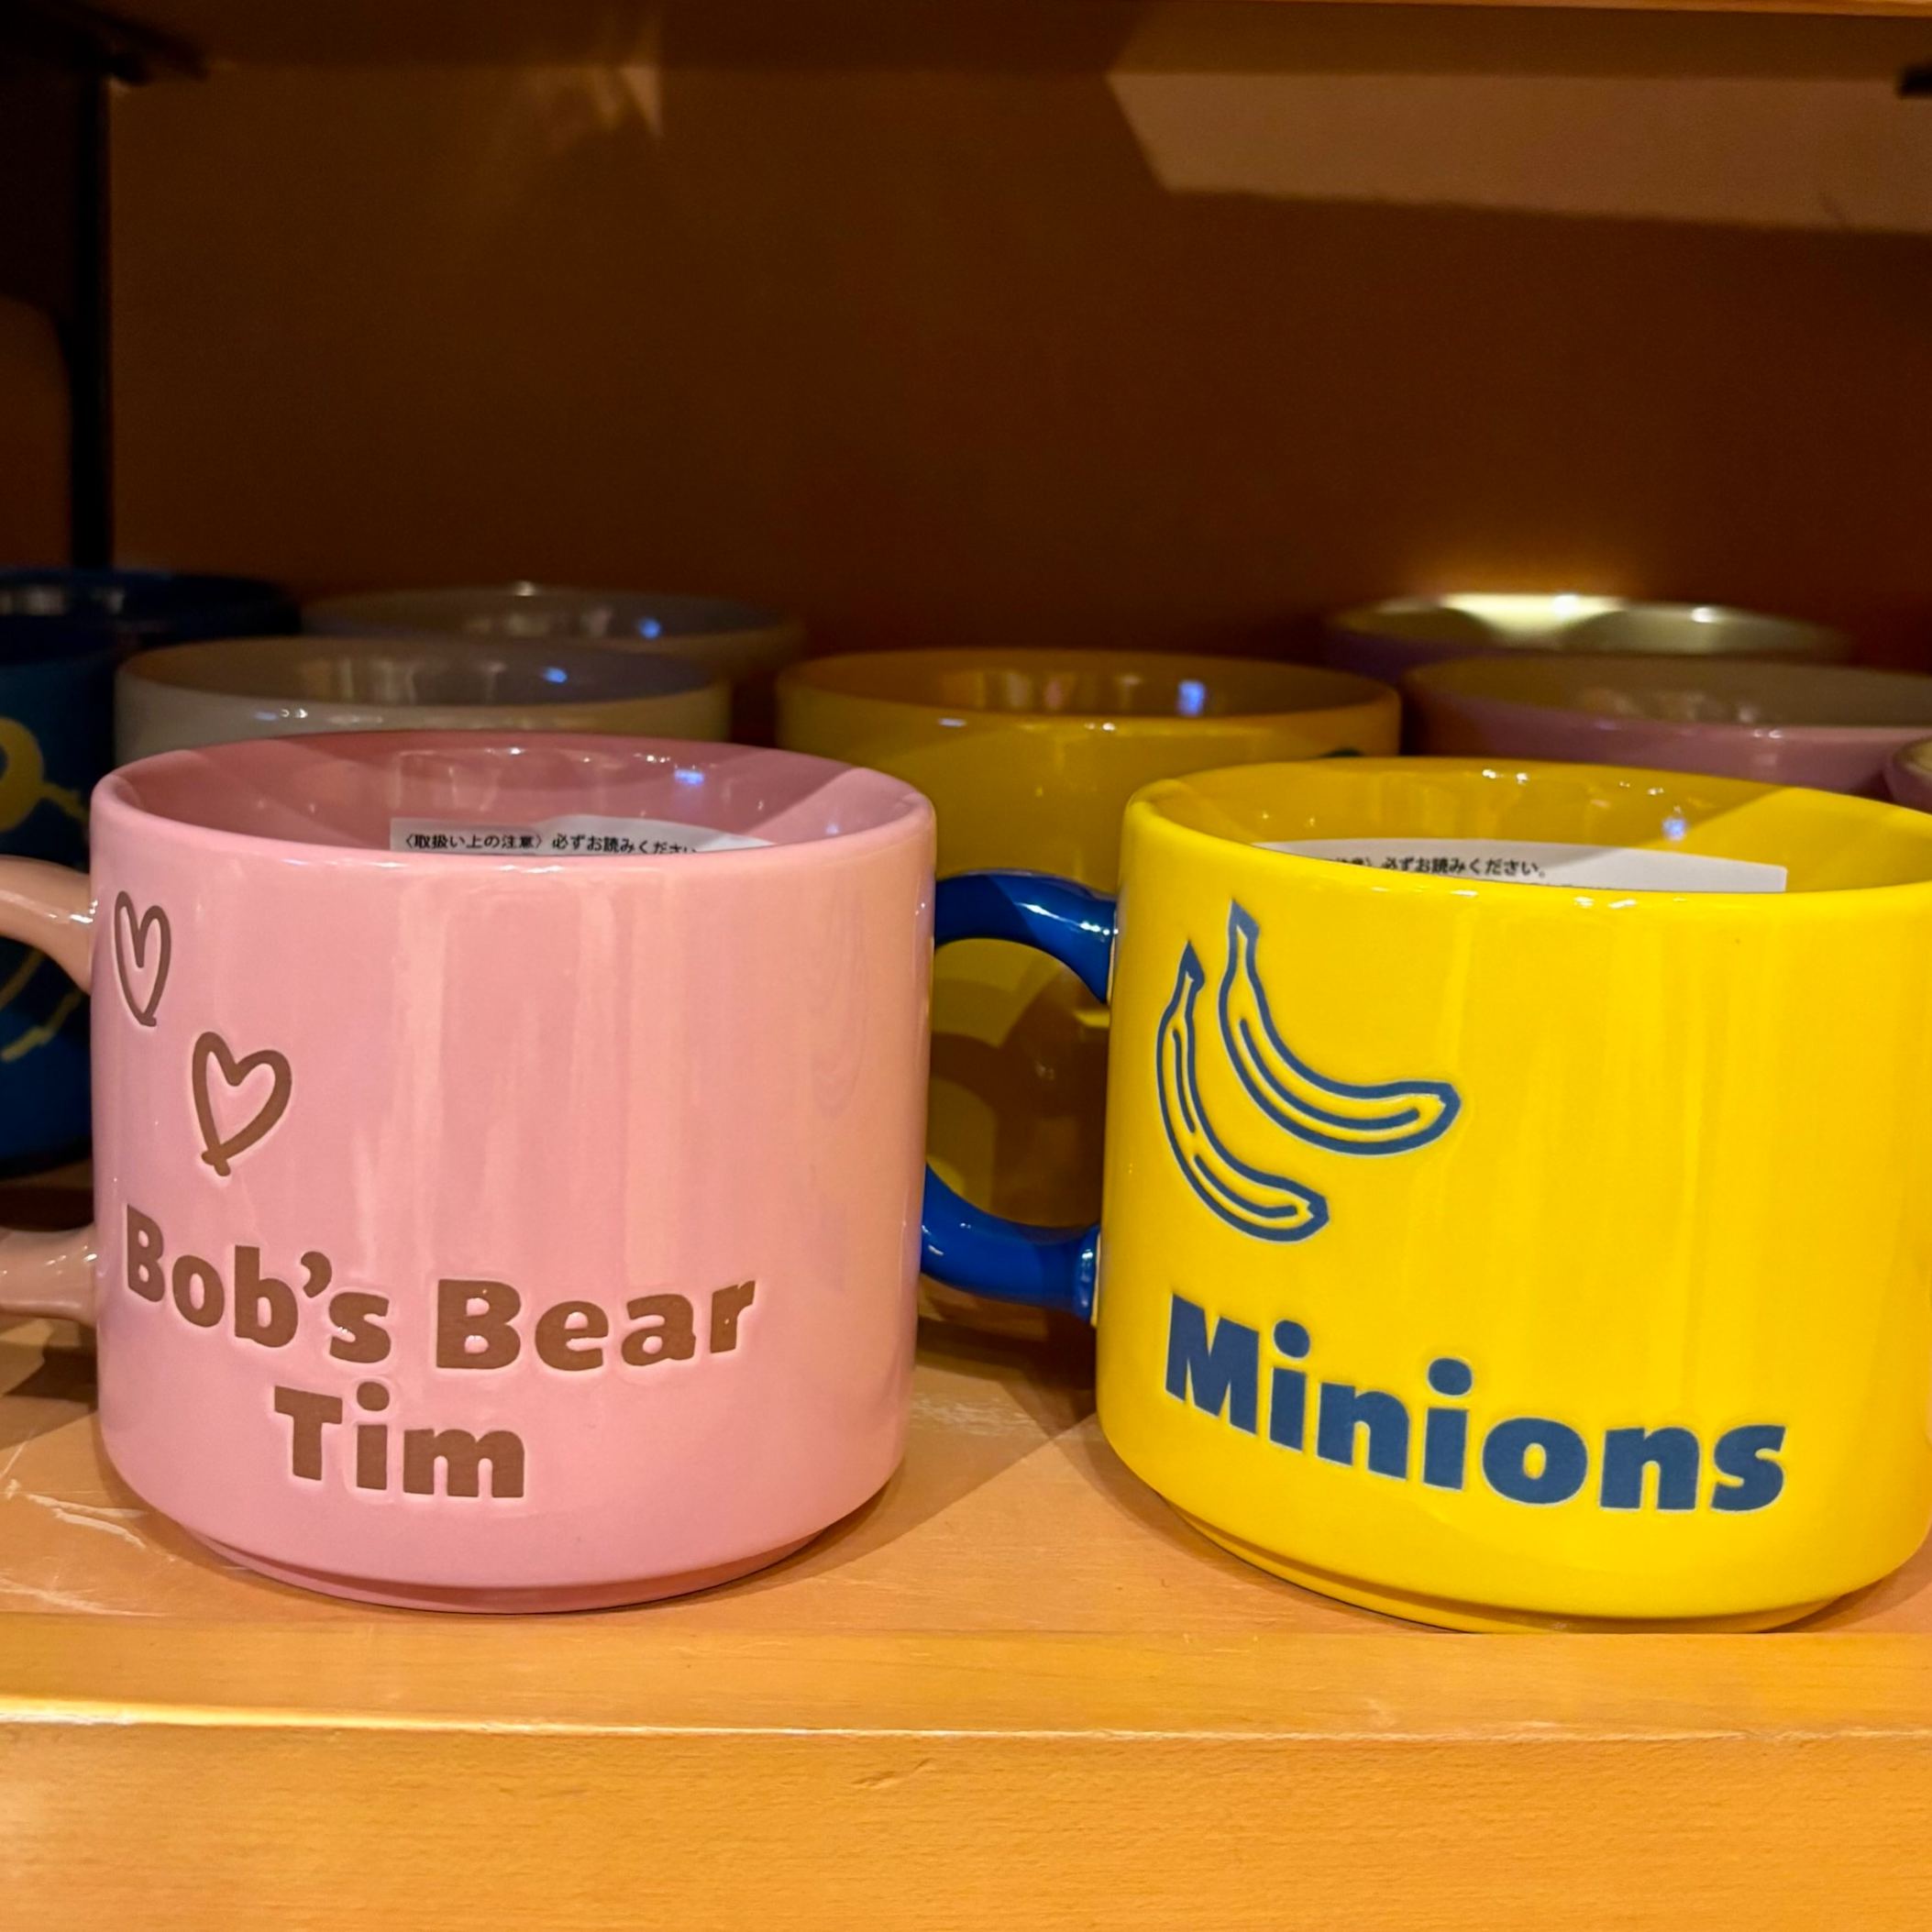 〈取扱い上の注意〉必ずお読みください
必ずお読みください。
Bob's Bear
Tim
Minions